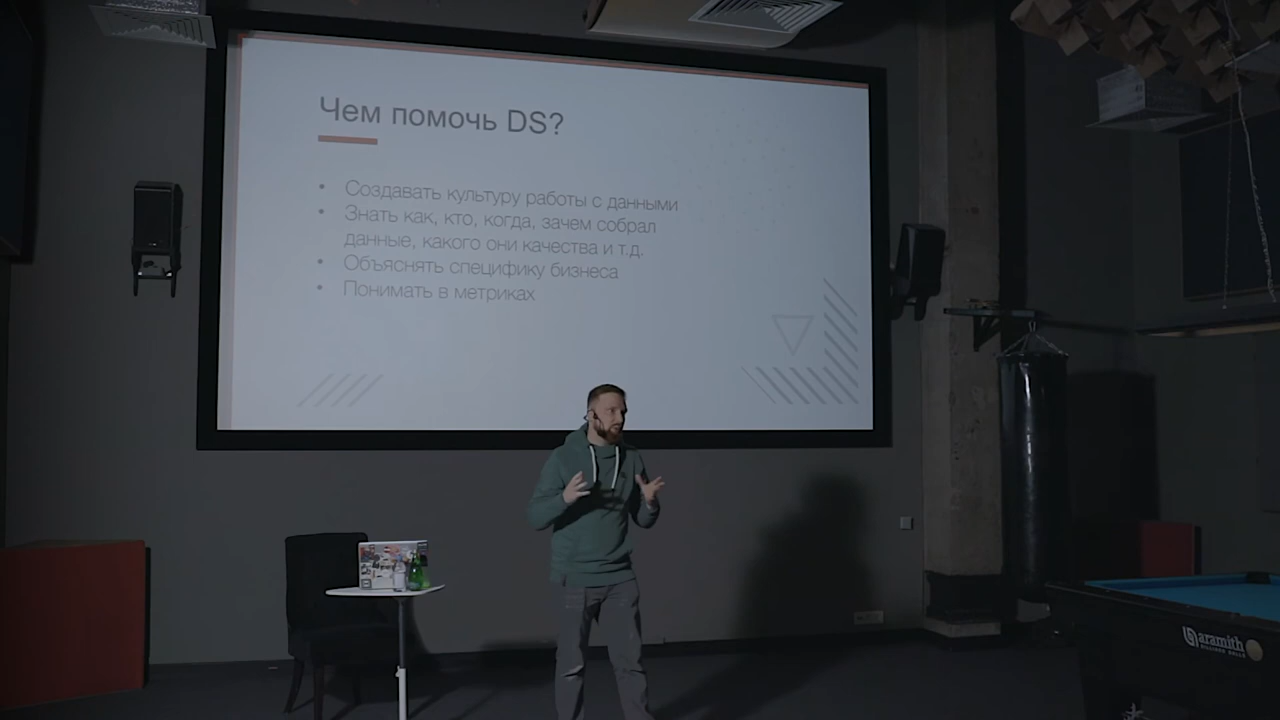 Чем помочь DS?
• Создавать культуру работы с данными
• Знать как, кто, когда, зачем собрал
данные, какого они качества и т.д.
• Объяснять специфику бизнеса
• Понимать в метриках
aramith